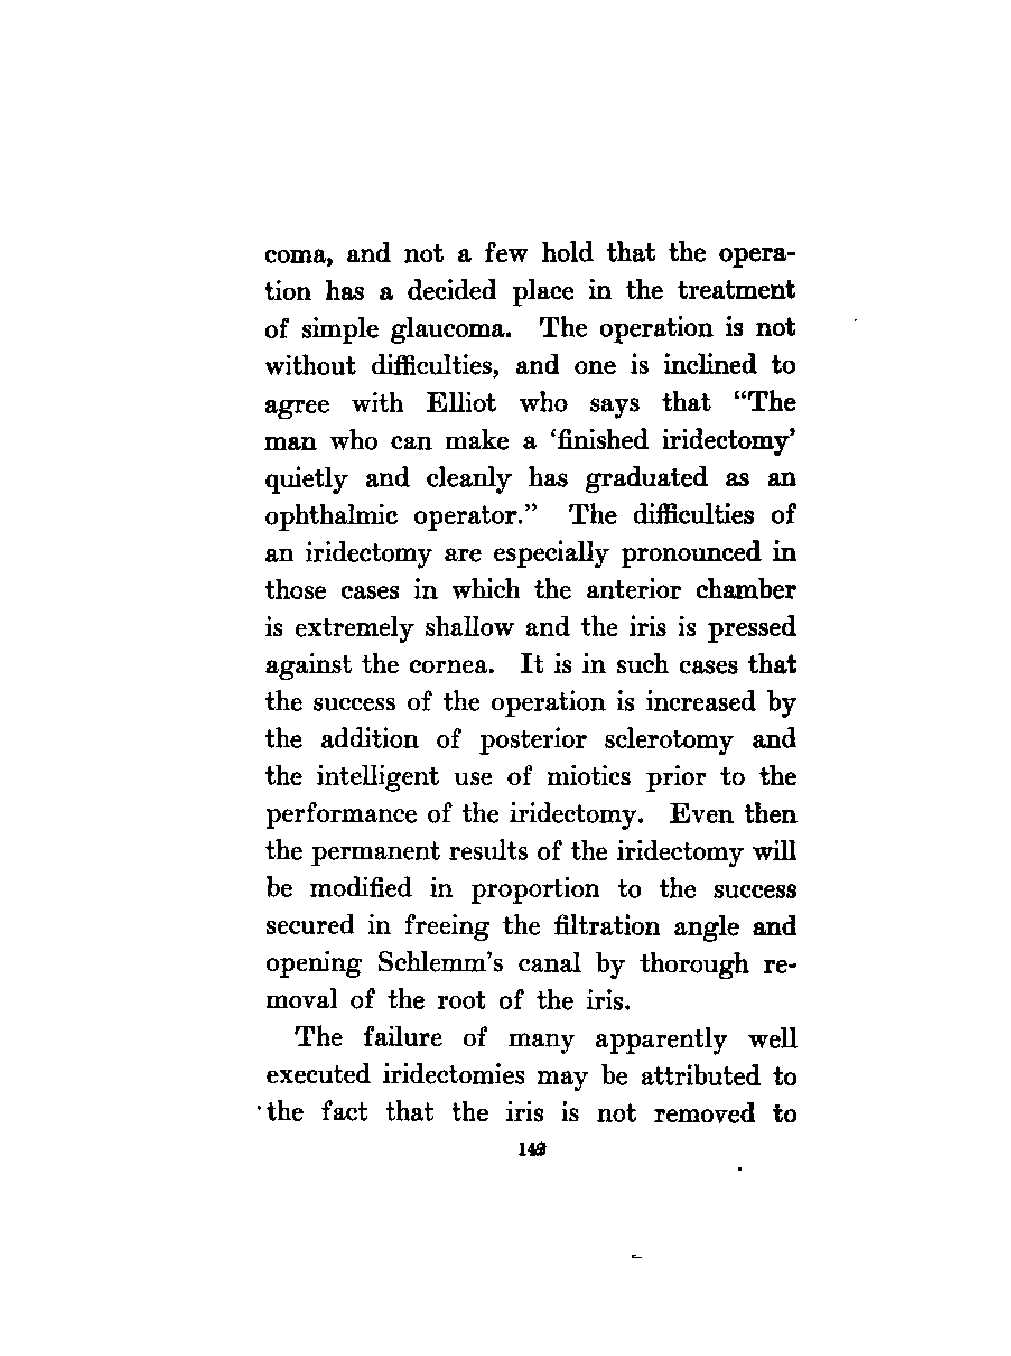 coma, and not a few hold that the opera-
tion has a decided place in the treatment
of simple glaucoma. The operation is not
without difficulties, and one is inclined to
agree with Elliot who says that “The
man who can make a ‘finished iridectomy’
quietly and cleanly has graduated as an
ophthalmic operator.” The difficulties of
an iridectomy are especially pronounced in
those cases in which the anterior chamber
is extremely shallow and the iris is pressed
against the cornea. It is in such cases that
the success of the operation is increased by
the addition of posterior sclerotomy and
the intelligent use of miotics prior to the
performance of the iridectomy. Even then
the permanent results of the iridectomy will
be modified in proportion to the success
secured in freeing the filtration angle and
opening Schlemm’s canal by thorough re-
moval of the root of the iris.
The failure of many apparently well
executed iridectomies may be attributed to
the fact that the iris is not removed to